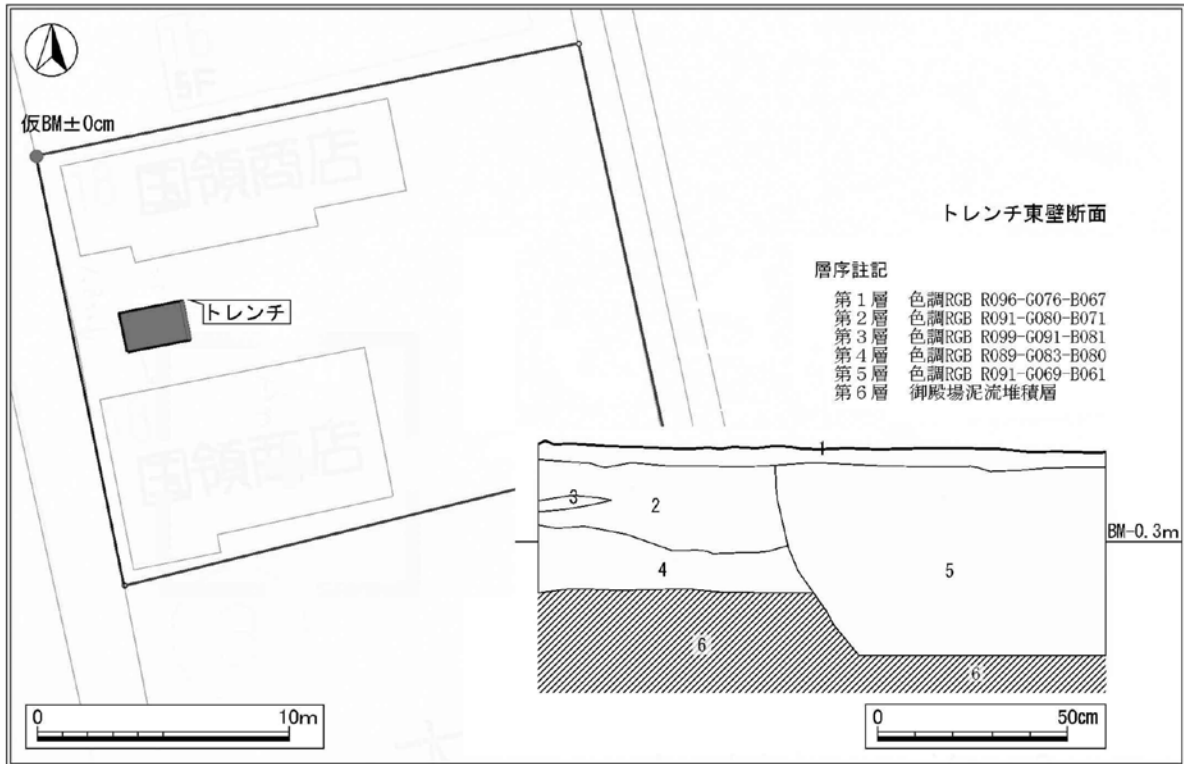 5F
仮BM±0cm
国領商店
トレンチ
国領商店
トレンチ東壁断面
層序註記
第1層 色調RGB R096-G076-B067
第2層 色調RGB R091-G080-B071
第3層 色調RGB R099-G091-B081
第4層 色調RGB R089-G083-B080
第5層 色調RGB R091-G069-B061
第6層 御殿場泥流堆積層
1
3
2
BM-0.3m
4
5
6
6
0 10m
0 50cm